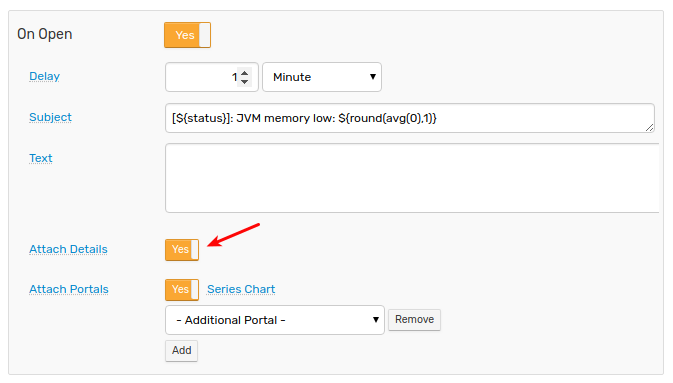 On Open Yes
Delay 1 Minute
Subject [${status}]: JVM memory low: ${round(avg(0),1)}
Text
Attach Details Yes
Attach Portals Yes Series Chart
- Additional Portal - Remove
Add